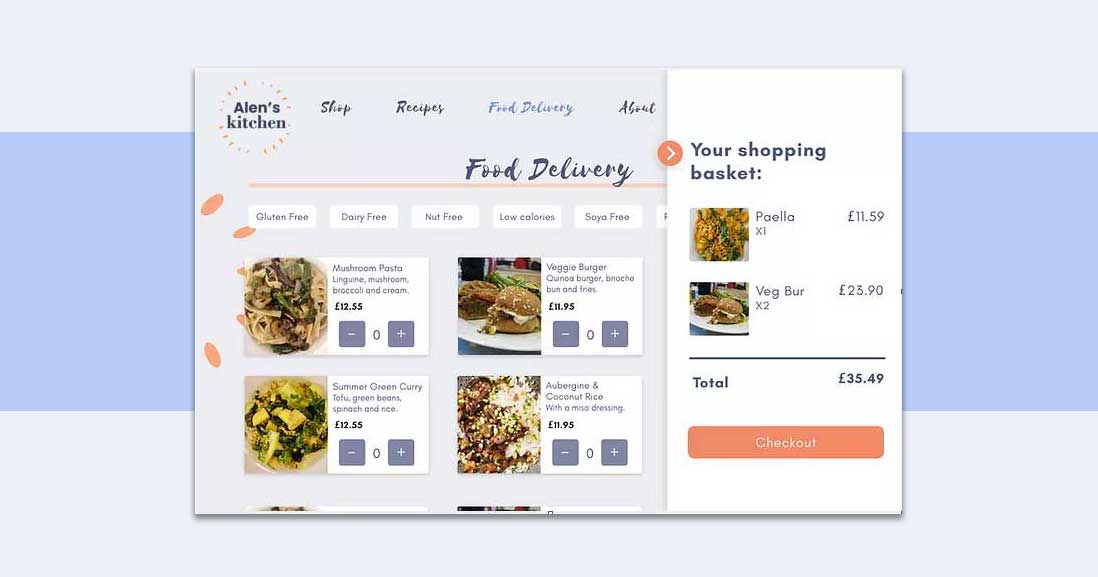 Alen's
kitchen
Shop
Recipes
Food Delivery
About
Food Delivery
Gluten Free
Dairy Free
Nut Free
Low calories
Soya Free
Mushroom Pasta
Linguine, mushroom,
broccoli and cream.
£12.55
−
0
+
Veggie Burger
Quinoa burger, brioche
bun and fries.
£11.95
−
0
+
Summer Green Curry
Tofu, green beans,
spinach and rice.
£12.55
−
0
+
Aubergine &
Coconut Rice
With a miso dressing.
£11.95
−
0
+
Your shopping
basket:
Paella
X1
£11.59
Veg Bur
X2
£23.90
Total
£35.49
Checkout